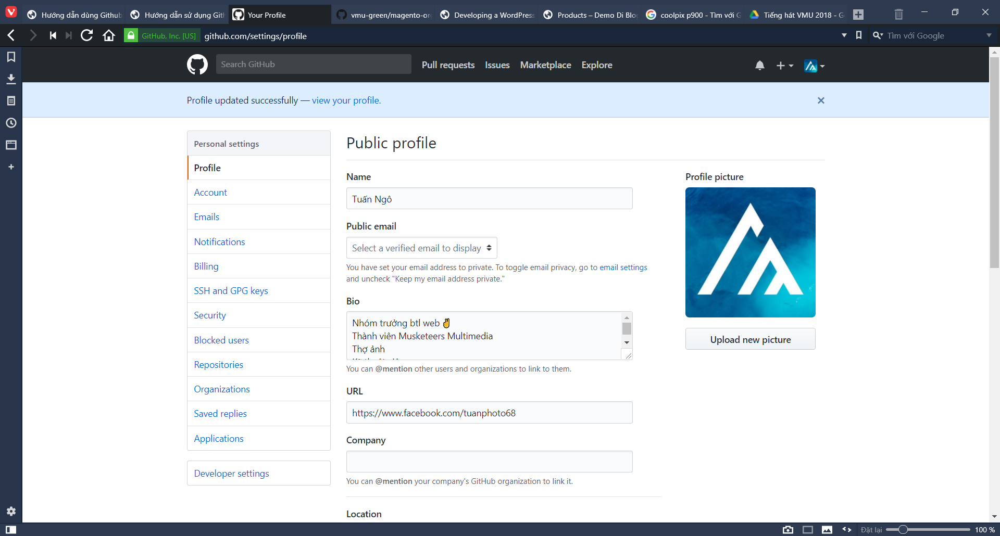 Hướng dẫn dùng Github
Hướng dẫn sử dụng Git
Your Profile
vmu-green/magento-or
Developing a WordPress
Products – Demo Di Blo
coolpix p900 - Tìm với G
Tiếng hát VMU 2018 - G
GitHub, Inc. [US]
github.com/settings/profile
Tìm với Google
Search GitHub
Pull requests
Issues
Marketplace
Explore
Profile updated successfully — view your profile.
Personal settings
Profile
Account
Emails
Notifications
Billing
SSH and GPG keys
Security
Blocked users
Repositories
Organizations
Saved replies
Applications
Developer settings
Public profile
Name
Tuấn Ngô
Public email
Select a verified email to display
You have set your email address to private. To toggle email privacy, go to email settings
and uncheck "Keep my email address private."
Bio
Nhóm trưởng btl web ✌
Thành viên Musketeers Multimedia
Thợ ảnh
You can @mention other users and organizations to link to them.
URL
https://www.facebook.com/tuanphoto68
Company
You can @mention your company's GitHub organization to link it.
Location
Profile picture
Upload new picture
Đặt lại
100 %